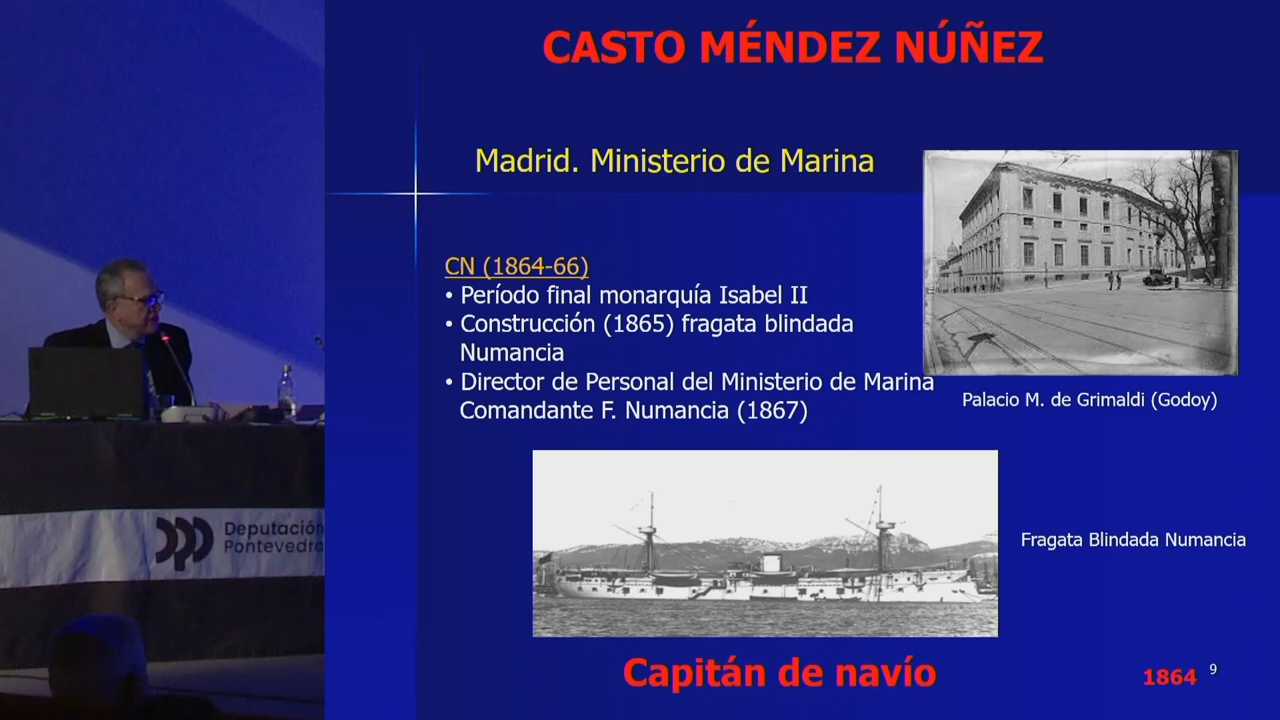 CASTO MÉNDEZ NÚÑEZ
Madrid. Ministerio de Marina
CN (1864-66)
• Período final monarquía Isabel II
• Construcción (1865) fragata blindada
Numancia
• Director de Personal del Ministerio de Marina
Comandante F. Numancia (1867)
Palacio M. de Grimaldi (Godoy)
Fragata Blindada Numancia
Capitán de navío
1864
9
Deputación
Pontevedra